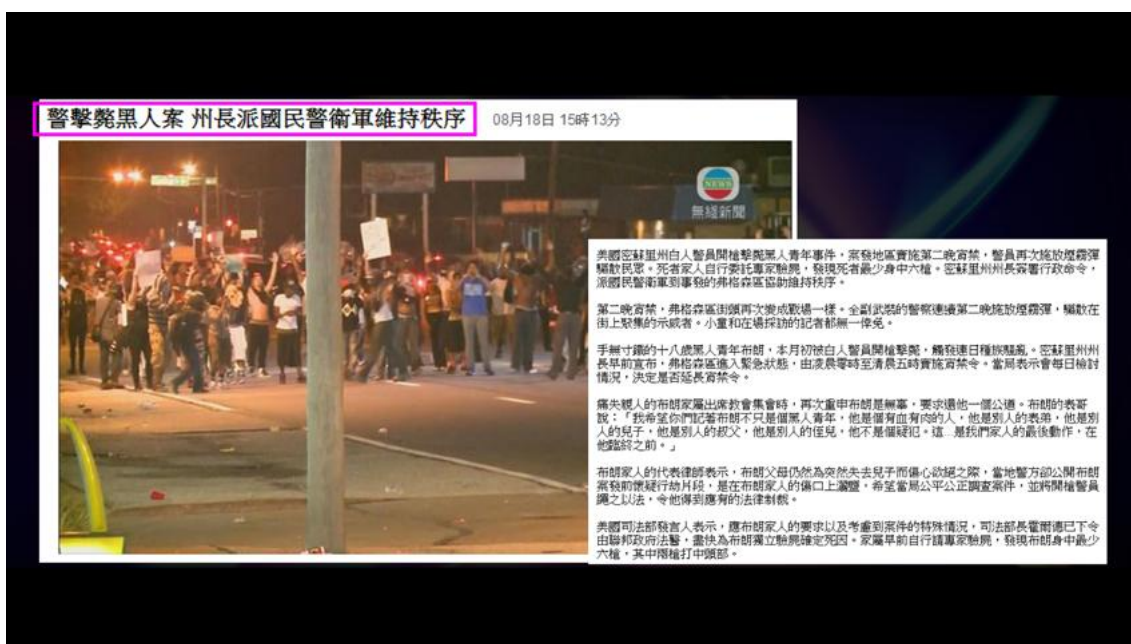 警擊斃黑人案 州長派國民警衛軍維持秩序
08月18日 15時13分
NEWS
無綫新聞
美國密蘇里州白人警員開槍擊斃黑人青年事件，案發地區實施第二晚宵禁，警員再次施放煙霧彈
驅散民眾。死者家人自行委託專家驗屍，發現死者最少身中六槍。密蘇里州州長簽署行政命令，
派國民警衛軍到事發的弗格森區協助維持秩序。
第二晚宵禁，弗格森區街頭再次變成戰場一樣。全副武裝的警察連續第二晚施放煙霧彈，驅散在
街上聚集的示威者。小童和在場採訪的記者都無一倖免。
手無寸鐵的十八歲黑人青年布朗，本月初被白人警員開槍擊斃，觸發連日種族騷亂。密蘇里州州
長早前宣布，弗格森區進入緊急狀態，由凌晨零時至清晨五時實施宵禁令。當局表示會每日檢討
情況，決定是否延長宵禁令。
痛失親人的布朗家屬出席教會集會時，再次重申布朗是無辜，要求還他一個公道。布朗的表哥
說：「我希望你們記著布朗不只是個黑人青年，他是個有血有肉的人，他是別人的表弟，他是別
人的兒子，他是別人的叔父，他是別人的侄兒。他不是個疑犯。這...是我們家人的最後動作，在
他臨終之前。」
布朗家人的代表律師表示，布朗父母仍然為突然失去兒子而傷心欲絕之際，當地警方卻公開布朗
案發前懷疑行劫片段，是在布朗家人的傷口上灑鹽，希望當局公平公正調查案件，並將開槍警員
繩之以法，令他得到應有的法律制裁。
美國司法部發言人表示，應布朗家人的要求以及考慮到案件的特殊情況，司法部長霍爾德已下令
由聯邦政府法醫，盡快為布朗獨立驗屍確定死因。家屬早前自行請專家驗屍，發現布朗身中最少
六槍，其中兩槍打中頭部。